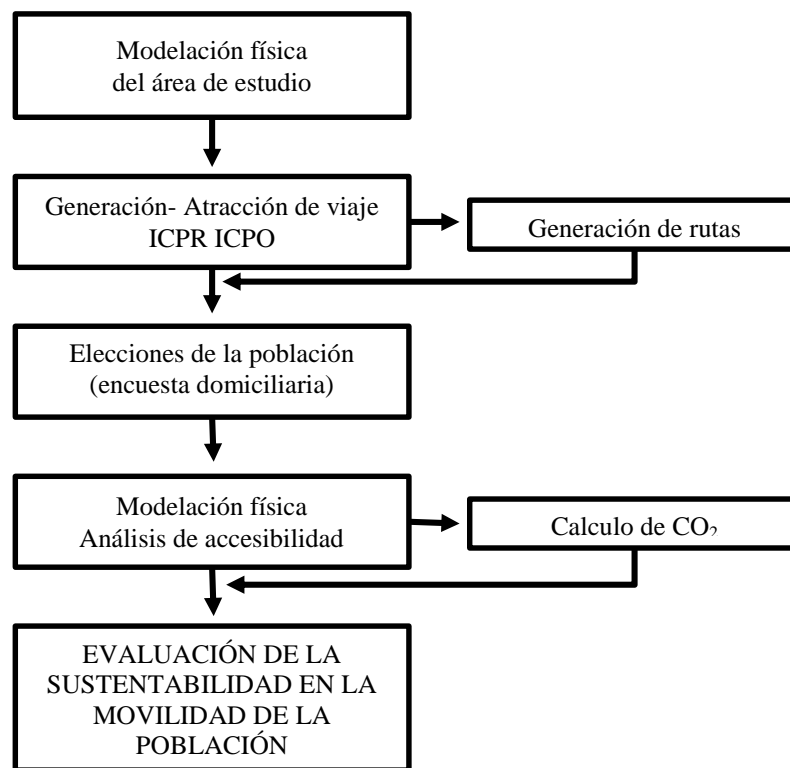 Modelación física
del área de estudio
Generación- Atracción de viaje
ICPR ICPO
Generación de rutas
Elecciones de la población
(encuesta domiciliaria)
Modelación física
Análisis de accesibilidad
Calculo de CO₂
EVALUACIÓN DE LA
SUSTENTABILIDAD EN LA
MOVILIDAD DE LA
POBLACIÓN